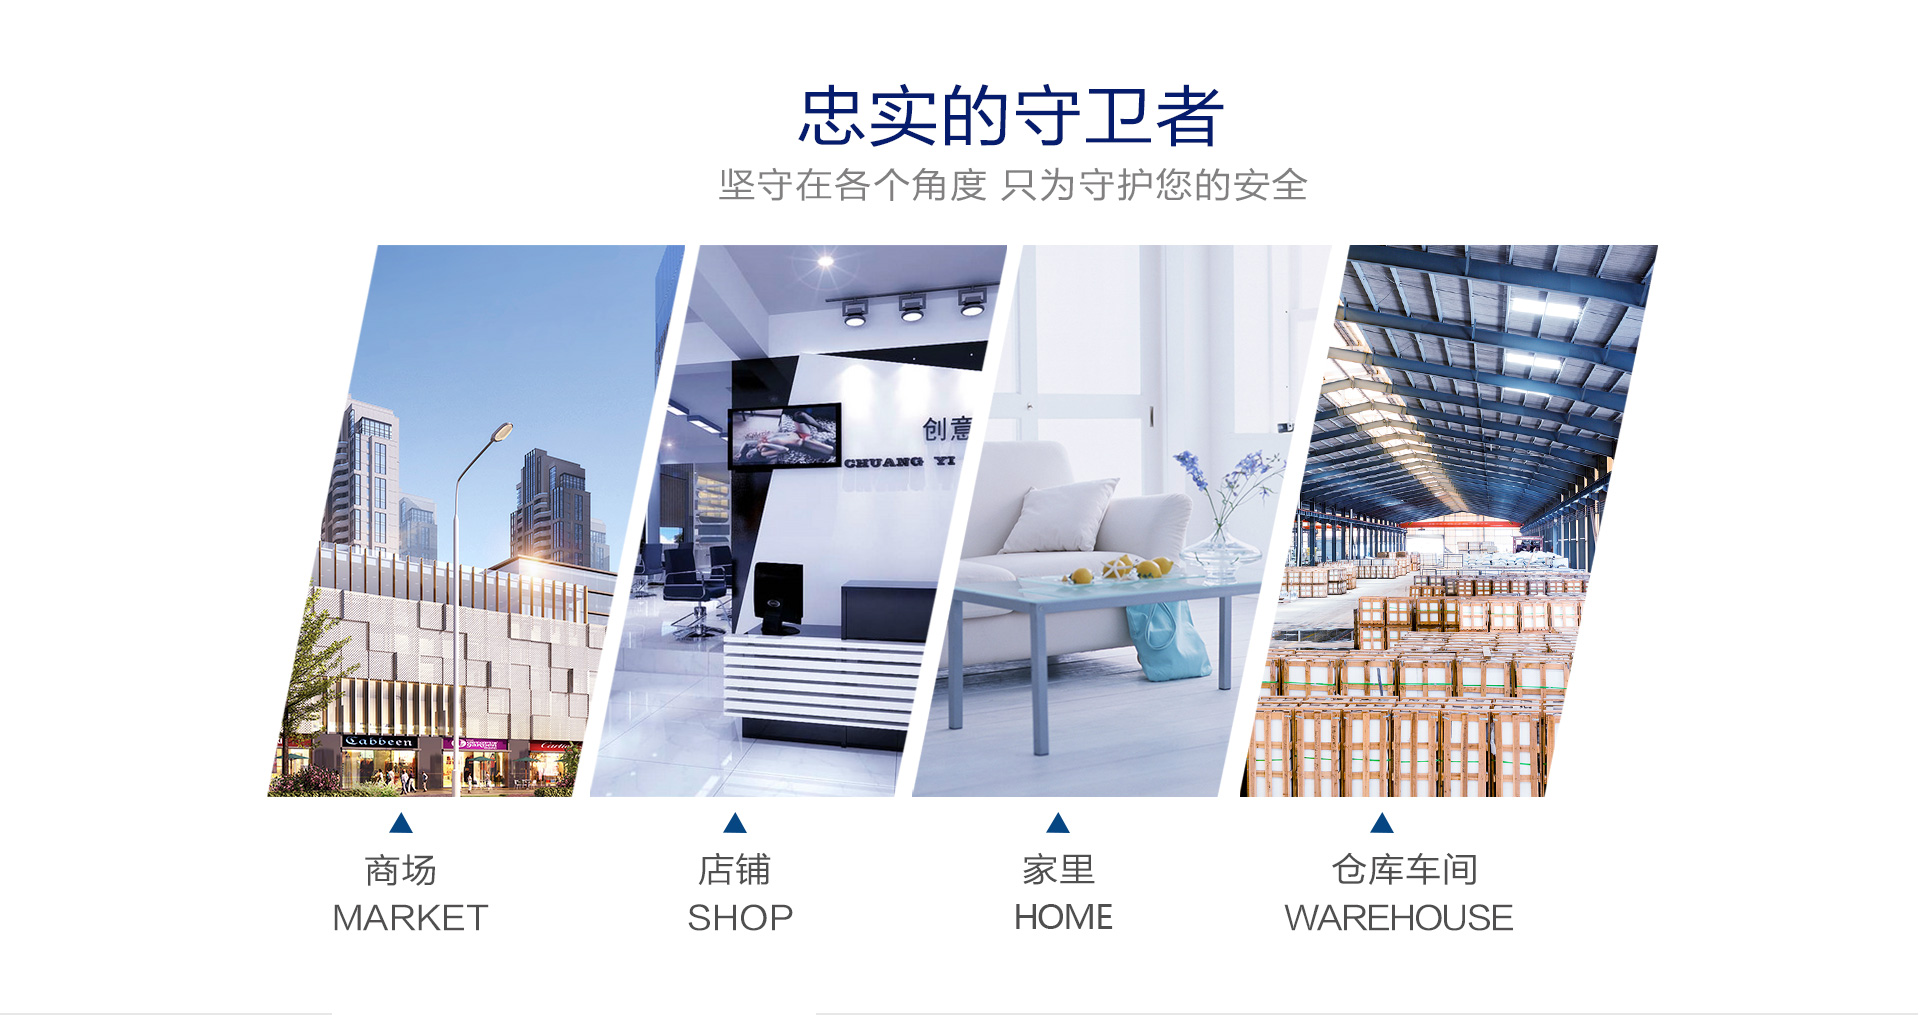 忠实的守卫者
坚守在各个角度 只为守护您的安全
创意
CHUANG YI
Cabbeen
Cartier
商场
MARKET
店铺
SHOP
家里
HOME
仓库车间
WAREHOUSE